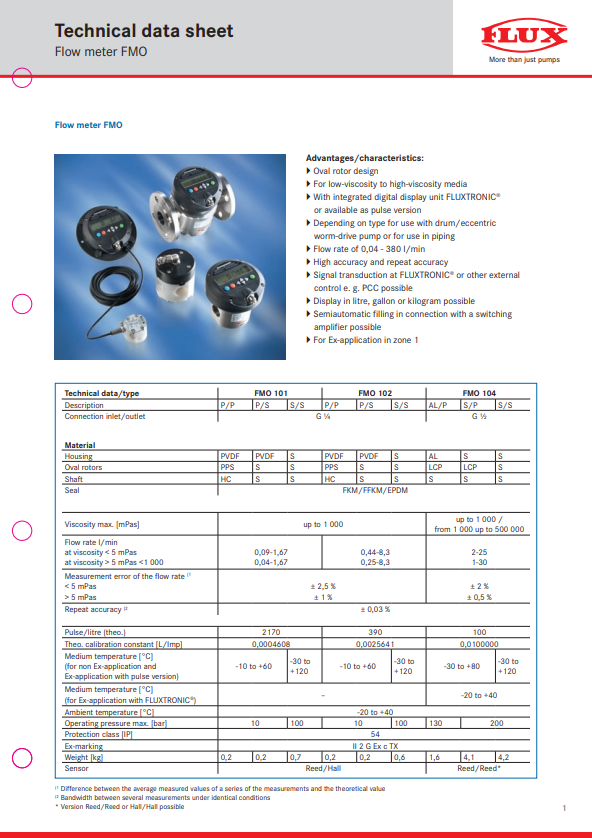 Technical data sheet
Flow meter FMO
FLUX
More than just pumps
Flow meter FMO
Advantages/characteristics:
Oval rotor design
For low-viscosity to high-viscosity media
With integrated digital display unit FLUXTRONIC®
or available as pulse version
Depending on type for use with drum/eccentric
worm-drive pump or for use in piping
Flow rate of 0,04 - 380 l/min
High accuracy and repeat accuracy
Signal transduction at FLUXTRONIC® or other external
control e. g. PCC possible
Display in litre, gallon or kilogram possible
Semiautomatic filling in connection with a switching
amplifier possible
For Ex-application in zone 1
Technical data/type FMO 101 FMO 102 FMO 104
Description P/P P/S S/S P/P P/S S/S AL/P S/P S/S
Connection inlet/outlet G ¼ G ½
Material
Housing PVDF PVDF S PVDF PVDF S AL S S
Oval rotors PPS S S PPS S S LCP LCP S
Shaft HC S S HC S S S S S
Seal FKM/FFKM/EPDM
Viscosity max. [mPas] up to 1 000 up to 1 000 /
from 1 000 up to 500 000
Flow rate l/min
at viscosity < 5 mPas 0,09-1,67 0,44-8,3 2-25
at viscosity > 5 mPas <1 000 0,04-1,67 0,25-8,3 1-30
Measurement error of the flow rate (1
< 5 mPas ± 2,5 % ± 2 %
> 5 mPas ± 1 % ± 0,5 %
Repeat accuracy (2 ± 0,03 %
Pulse/litre (theo.) 2170 390 100
Theo. calibration constant [L/Imp] 0,0004608 0,0025641 0,0100000
Medium temperature [°C]
(for non Ex-application and
Ex-application with pulse version) -10 to +60 -30 to +120 -10 to +60 -30 to +120 -30 to +80 -30 to +120
Medium temperature [°C]
(for Ex-application with FLUXTRONIC®) – -20 to +40
Ambient temperature [°C] -20 to +40
Operating pressure max. [bar] 10 100 10 100 130 200
Protection class [IP] 54
Ex-marking II 2 G Ex c TX
Weight [kg] 0,2 0,2 0,7 0,2 0,2 0,6 1,6 4,1 4,2
Sensor Reed/Hall Reed/Reed*
(1 Difference between the average measured values of a series of the measurements and the theoretical value
(2 Bandwidth between several measurements under identical conditions
* Version Reed/Reed or Hall/Hall possible
1